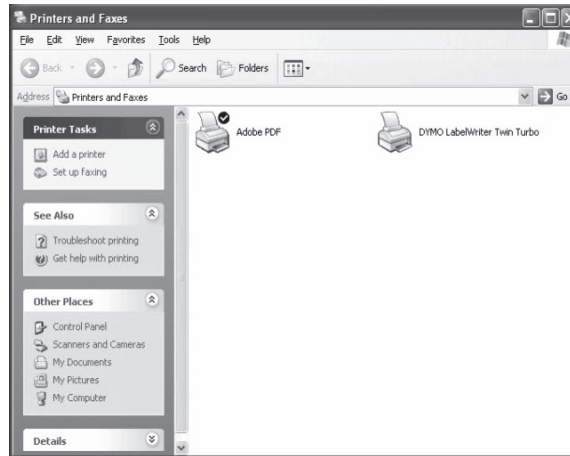 Printers and Faxes
File Edit View Favorites Tools Help
Back Search Folders
Address Printers and Faxes Go
Printer Tasks
Add a printer
Set up faxing
See Also
Troubleshoot printing
Get help with printing
Other Places
Control Panel
Scanners and Cameras
My Documents
My Pictures
My Computer
Details
Adobe PDF
DYMO LabelWriter Twin Turbo